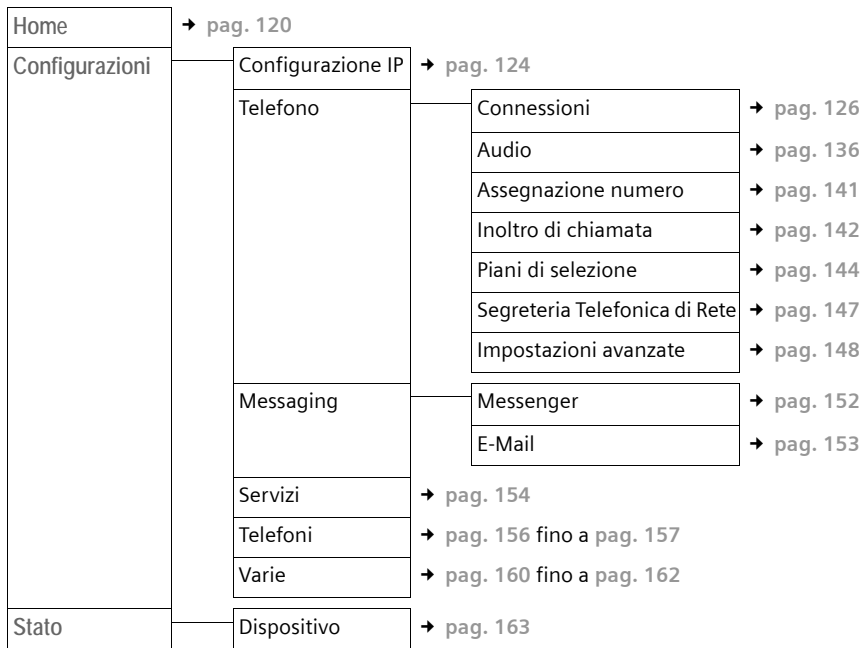 Home → pag. 120
Configurazioni Configurazione IP → pag. 124
Telefono Connessioni → pag. 126
Audio → pag. 136
Assegnazione numero → pag. 141
Inoltro di chiamata → pag. 142
Piani di selezione → pag. 144
Segreteria Telefonica di Rete → pag. 147
Impostazioni avanzate → pag. 148
Messaging Messenger → pag. 152
E-Mail → pag. 153
Servizi → pag. 154
Telefoni → pag. 156 fino a pag. 157
Varie → pag. 160 fino a pag. 162
Stato Dispositivo → pag. 163